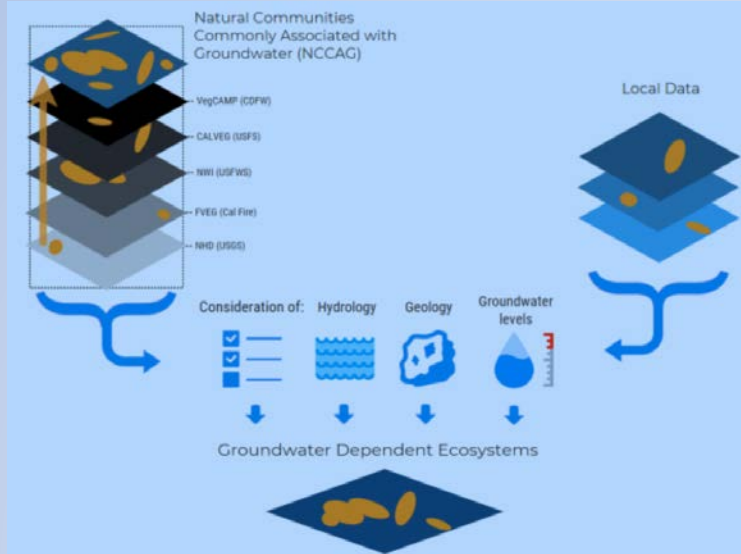 Natural Communities
Commonly Associated with
Groundwater (NCCAG)
VegCAMP (CDFW)
CALVEG (USFS)
NWI (USFWS)
FVEG (Cal Fire)
NHD (USGS)
Local Data
Consideration of:
Hydrology
Geology
Groundwater
levels
Groundwater Dependent Ecosystems